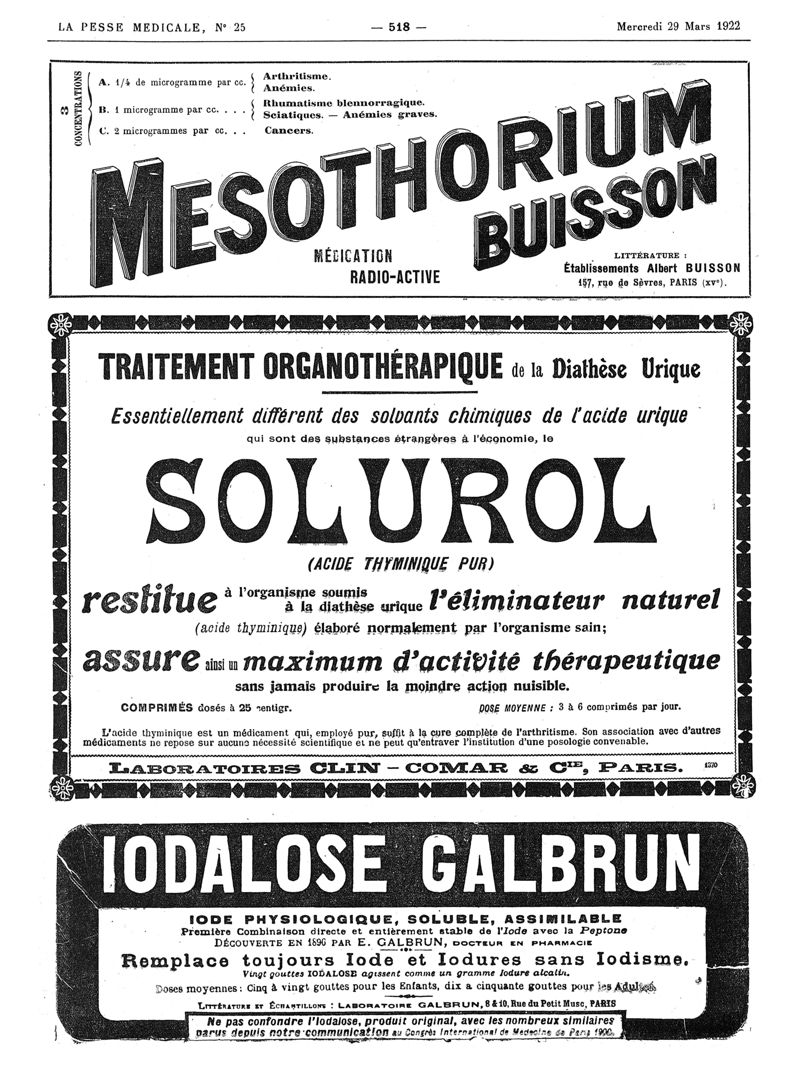 LA PESSE MEDICALE, N° 25 — 518 — Mercredi 29 Mars 1922
3 CONCENTRATIONS
A. 1/4 de microgramme par cc. Arthritisme.
Anémies.
B. 1 microgramme par cc. . . . Rhumatisme blennorragique.
Sciatiques. — Anémies graves.
C. 2 microgrammes par cc. . . Cancers.
MESOTHORIUM
BUISSON
MÉDICATION
RADIO-ACTIVE
LITTÉRATURE :
Établissements Albert BUISSON
157, rue de Sèvres, PARIS (XVe).
TRAITEMENT ORGANOTHÉRAPIQUE de la Diathèse Urique
Essentiellement différent des solvants chimiques de l'acide urique
qui sont des substances étrangères à l'économie, le
SOLUROL
(ACIDE THYMINIQUE PUR)
restitue à l'organisme soumis
à la diathèse urique l'éliminateur naturel
(acide thyminique) élaboré normalement par l'organisme sain;
assure ainsi un maximum d'activité thérapeutique
sans jamais produire la moindre action nuisible.
COMPRIMÉS dosés à 25 centigr. DOSE MOYENNE : 3 à 6 comprimés par jour.
L'acide thyminique est un médicament qui, employé pur, suffit à la cure complète de l'arthritisme. Son association avec d'autres
médicaments ne repose sur aucune nécessité scientifique et ne peut qu'entraver l'institution d'une posologie convenable.
LABORATOIRES CLIN - COMAR & CIE, PARIS. 1370
IODALOSE GALBRUN
IODE PHYSIOLOGIQUE, SOLUBLE, ASSIMILABLE
Première Combinaison directe et entièrement stable de l'Iode avec la Peptone
DÉCOUVERTE EN 1896 PAR E. GALBRUN, DOCTEUR EN PHARMACIE
Remplace toujours Iode et Iodures sans Iodisme.
Vingt gouttes IODALOSE agissent comme un gramme Iodure alcalin.
Doses moyennes : Cinq à vingt gouttes pour les Enfants, dix à cinquante gouttes pour les Adultes.
LITTÉRATURE ET ÉCHANTILLONS : LABORATOIRE GALBRUN, 8 & 10, Rue du Petit Musc, PARIS
Ne pas confondre l'Iodalose, produit original, avec les nombreux similaires
parus depuis notre communication au Congrès International de Médecine de Paris 1900.